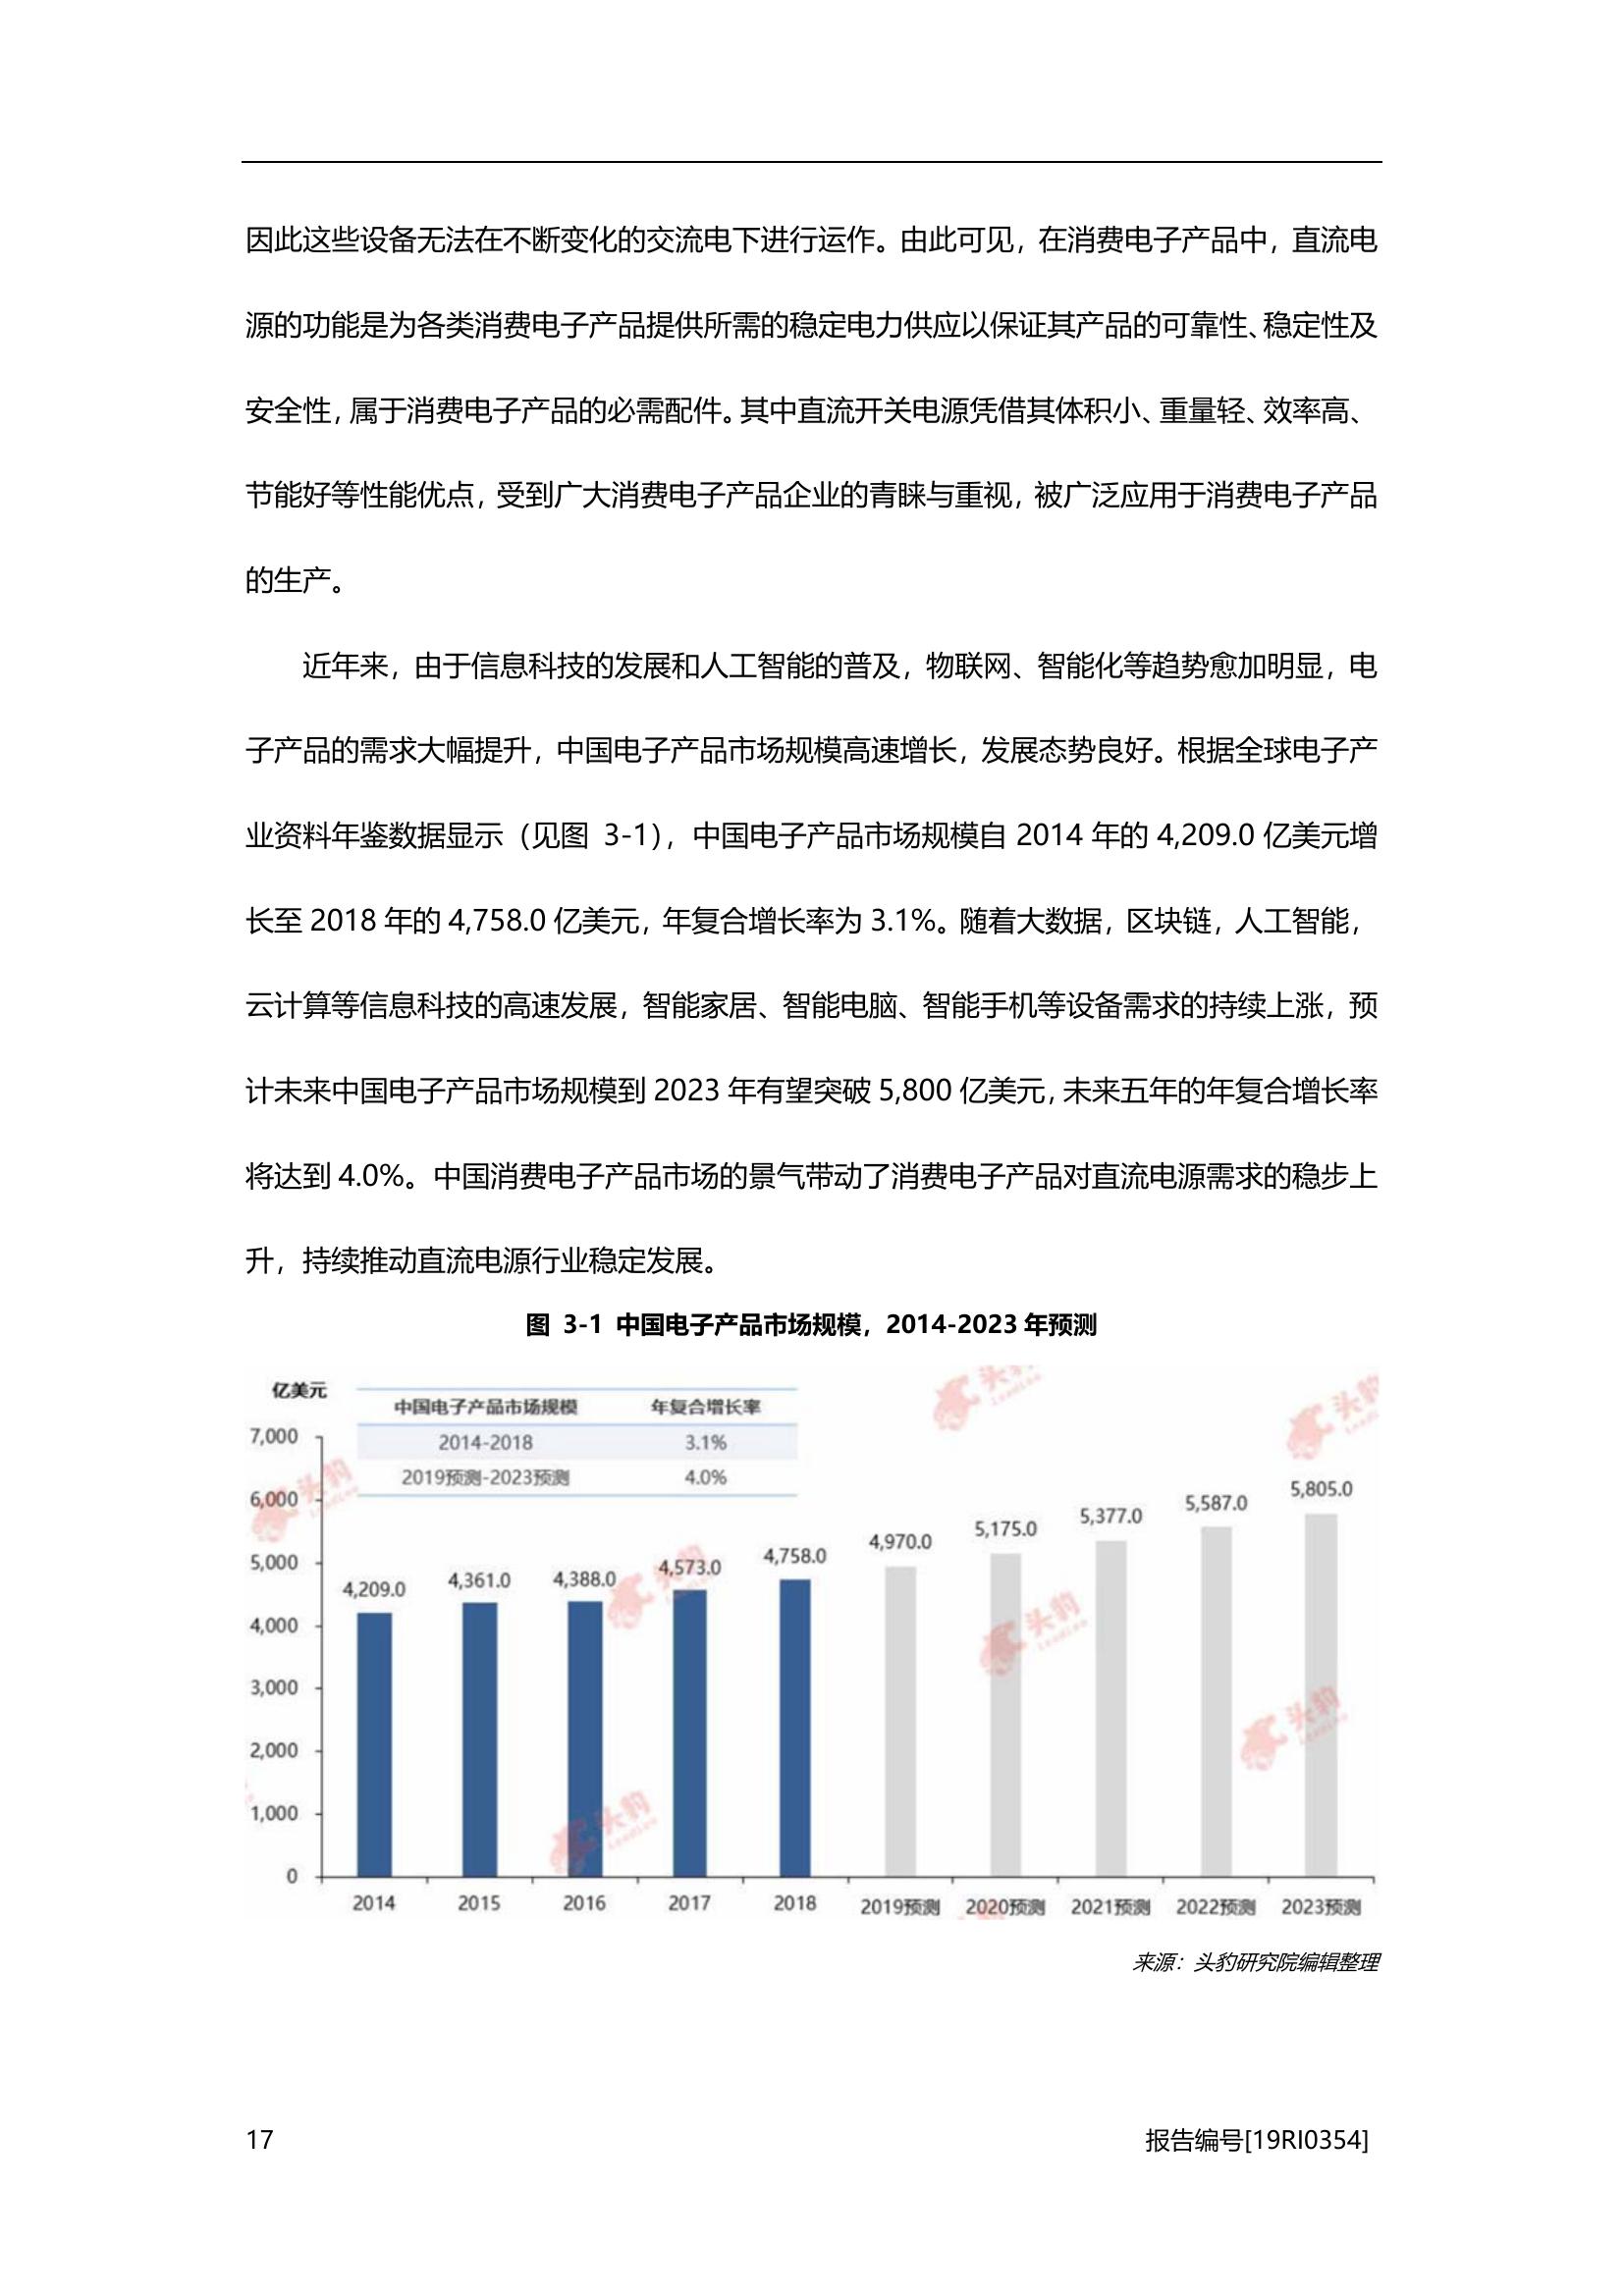 因此这些设备无法在不断变化的交流电下进行运作。由此可见，在消费电子产品中，直流电
源的功能是为各类消费电子产品提供所需的稳定电力供应以保证其产品的可靠性、稳定性及
安全性，属于消费电子产品的必需配件。其中直流开关电源凭借其体积小、重量轻、效率高、
节能好等性能优点，受到广大消费电子产品企业的青睐与重视，被广泛应用于消费电子产品
的生产。
近年来，由于信息科技的发展和人工智能的普及，物联网、智能化等趋势愈加明显，电
子产品的需求大幅提升，中国电子产品市场规模高速增长，发展态势良好。根据全球电子产
业资料年鉴数据显示（见图 3-1），中国电子产品市场规模自 2014 年的 4,209.0 亿美元增
长至 2018 年的 4,758.0 亿美元，年复合增长率为 3.1%。随着大数据，区块链，人工智能，
云计算等信息科技的高速发展，智能家居、智能电脑、智能手机等设备需求的持续上涨，预
计未来中国电子产品市场规模到 2023 年有望突破 5,800 亿美元，未来五年的年复合增长率
将达到 4.0%。中国消费电子产品市场的景气带动了消费电子产品对直流电源需求的稳步上
升，持续推动直流电源行业稳定发展。
图 3-1 中国电子产品市场规模，2014-2023 年预测
亿美元
中国电子产品市场规模 年复合增长率
2014-2018 3.1%
2019预测-2023预测 4.0%
7,000
6,000
5,000
4,000
3,000
2,000
1,000
0
4,209.0 4,361.0 4,388.0 4,573.0 4,758.0 4,970.0 5,175.0 5,377.0 5,587.0 5,805.0
2014 2015 2016 2017 2018 2019预测 2020预测 2021预测 2022预测 2023预测
头豹
头豹
头豹
头豹
头豹
头豹
头豹
来源：头豹研究院编辑整理
17 报告编号[19RI0354]